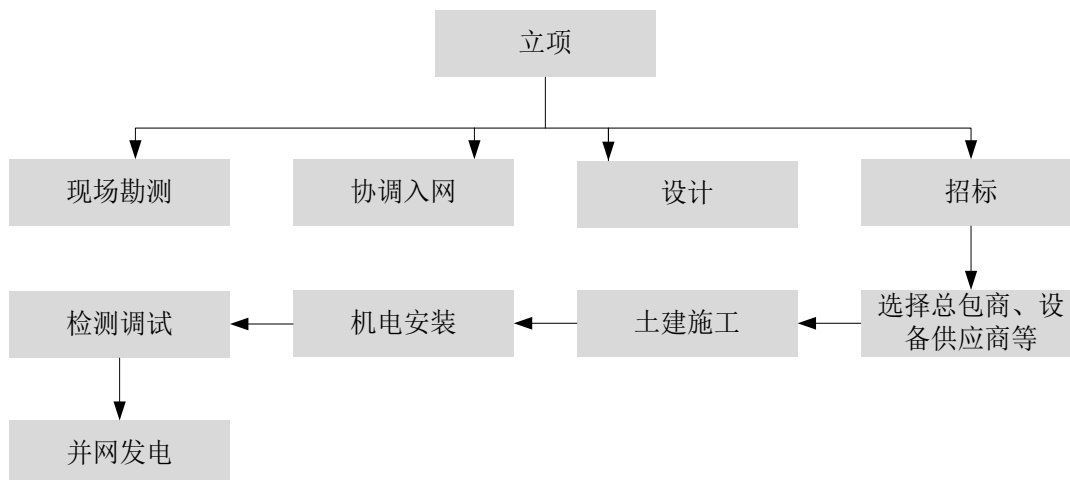 立项
现场勘测
协调入网
设计
招标
检测调试
机电安装
土建施工
选择总包商、设
备供应商等
并网发电